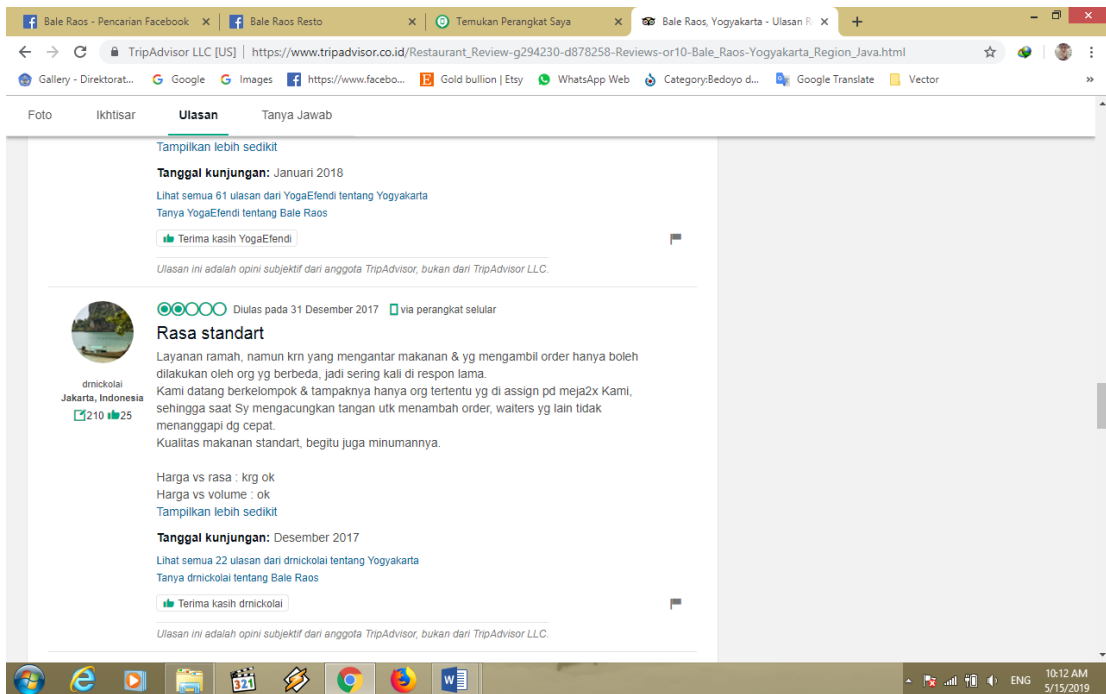 Bale Raos - Pencarian Facebook
Bale Raos Resto
Temukan Perangkat Saya
Bale Raos, Yogyakarta - Ulasan R
TripAdvisor LLC [US] | https://www.tripadvisor.co.id/Restaurant_Review-g294230-d878258-Reviews-or10-Bale_Raos-Yogyakarta_Region_Java.html
Gallery - Direktorat... Google Images https://www.facebo... Gold bullion | Etsy WhatsApp Web Category:Bedoyo d... Google Translate Vector »
Foto Ikhtisar Ulasan Tanya Jawab
Tampilkan lebih sedikit
Tanggal kunjungan: Januari 2018
Lihat semua 61 ulasan dari YogaEfendi tentang Yogyakarta
Tanya YogaEfendi tentang Bale Raos
Terima kasih YogaEfendi
Ulasan ini adalah opini subjektif dari anggota TripAdvisor, bukan dari TripAdvisor LLC.
Diulas pada 31 Desember 2017 via perangkat selular
Rasa standart
drnickolai
Jakarta, Indonesia
210 25
Layanan ramah, namun krn yang mengantar makanan & yg mengambil order hanya boleh
dilakukan oleh org yg berbeda, jadi sering kali di respon lama.
Kami datang berkelompok & tampaknya hanya org tertentu yg di assign pd meja2x Kami,
sehingga saat Sy mengacungkan tangan utk menambah order, waiters yg lain tidak
menanggapi dg cepat.
Kualitas makanan standart, begitu juga minumannya.
Harga vs rasa : krg ok
Harga vs volume : ok
Tampilkan lebih sedikit
Tanggal kunjungan: Desember 2017
Lihat semua 22 ulasan dari drnickolai tentang Yogyakarta
Tanya drnickolai tentang Bale Raos
Terima kasih drnickolai
Ulasan ini adalah opini subjektif dari anggota TripAdvisor, bukan dari TripAdvisor LLC.
321
ENG
10:12 AM
5/15/2019